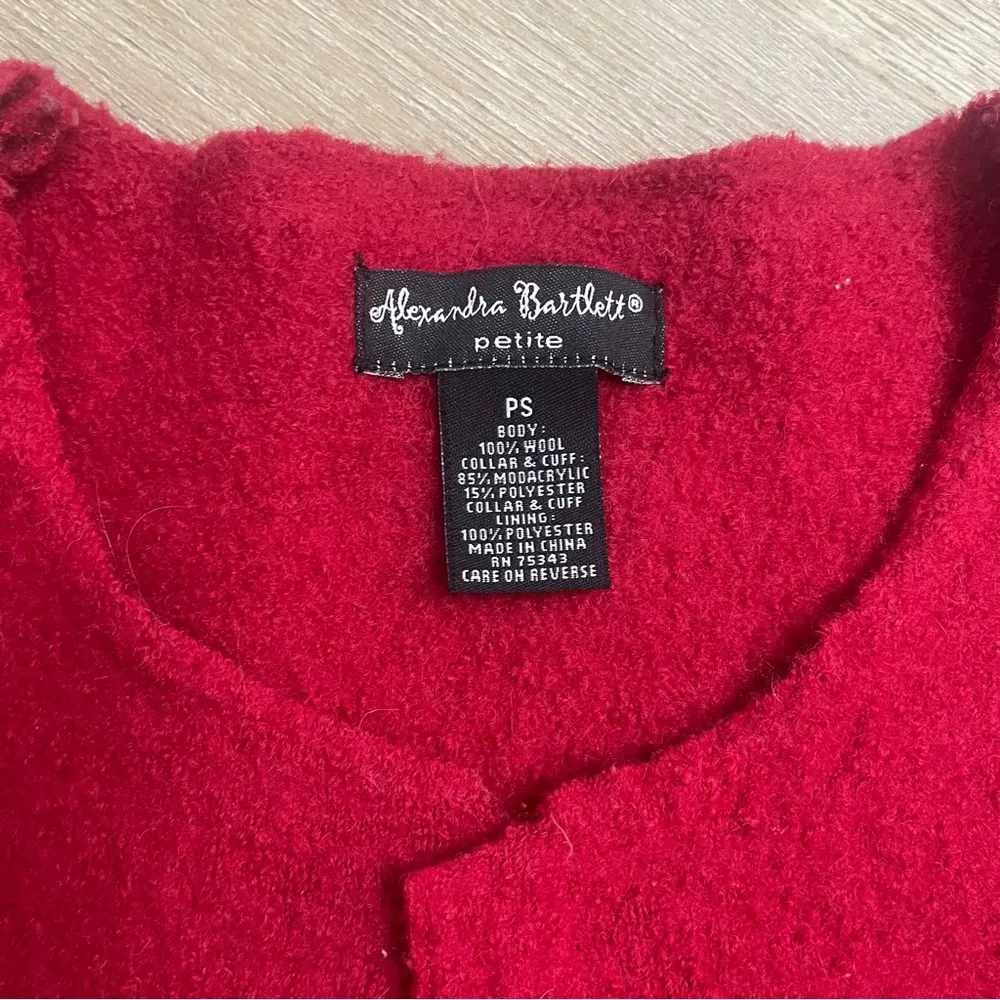 Alexandra Bartlett®
petite
PS
BODY:
100% WOOL
COLLAR & CUFF:
85% MODACRYLIC
15% POLYESTER
COLLAR & CUFF
LINING:
100% POLYESTER
MADE IN CHINA
RN 75343
CARE ON REVERSE